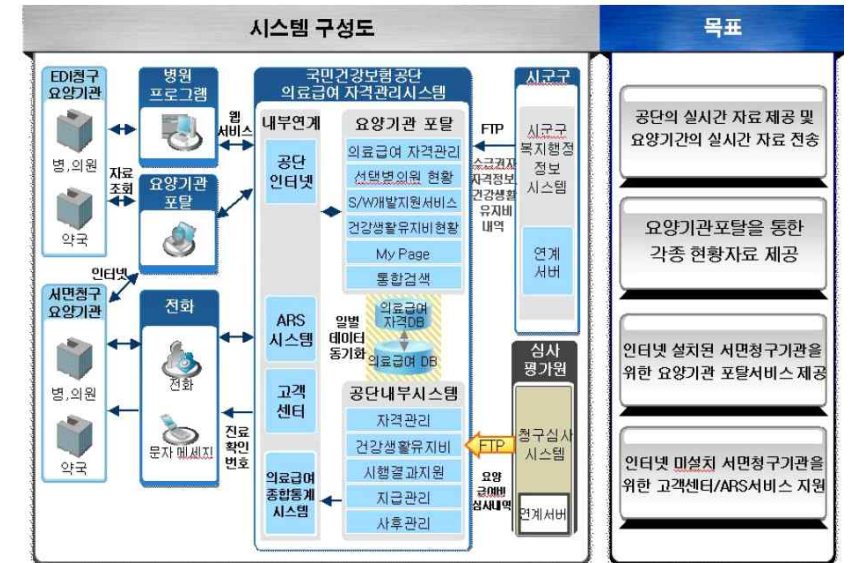 시스템 구성도
목표
EDI청구
요양기관
병,의원
약국
자료
조회
인터넷
서면청구
요양기관
병,의원
약국
병원
프로그램
요양기관
포탈
전화
전화
문자 메세지
웹
서비스
진료
확인
번호
국민건강보험공단
의료급여 자격관리시스템
내부연계
공단
인터넷
ARS
시스템
고객
센터
의료급여
종합통계
시스템
요양기관 포탈
의료급여 자격관리
선택병의원 현황
S/W개발지원서비스
건강생활유지비현황
My Page
통합검색
일별
데이터
동기화
의료급여
자격DB
의료급여 DB
공단내부시스템
자격관리
건강생활유지비
시행결과지원
지급관리
사후관리
FTP
수급권자
자격정보
건강생활
유지비
내역
FTP
요양
급여비
심사내역
시군구
시군구
복지행정
정보
시스템
연계
서버
심사
평가원
청구심사
시스템
연계서버
공단의 실시간 자료 제공 및
요양기간의 실시간 자료 전송
요양기관포탈을 통한
각종 현황자료 제공
인터넷 설치된 서면청구기관을
위한 요양기관 포탈서비스 제공
인터넷 미설치 서면청구기관을
위한 고객센터/ARS서비스 지원